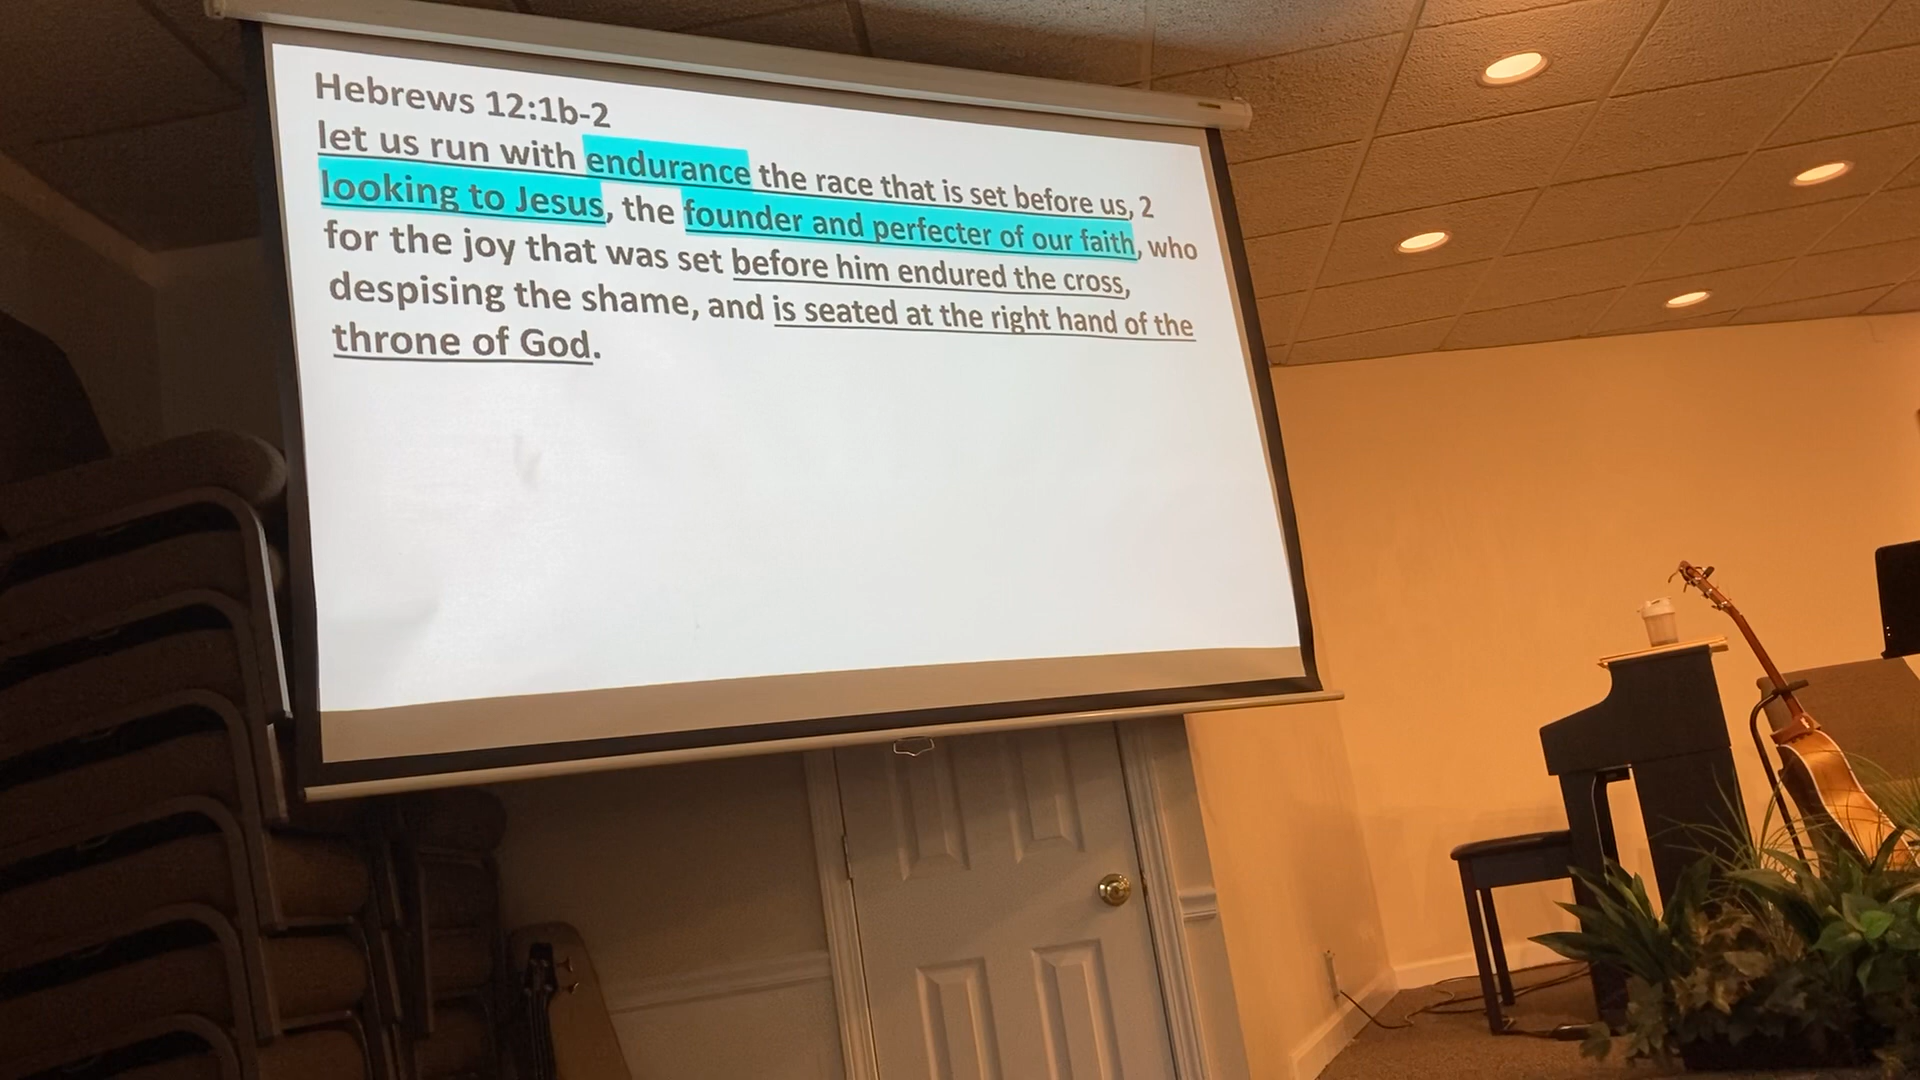 Hebrews 12:1b-2
let us run with endurance the race that is set before us, 2
looking to Jesus, the founder and perfecter of our faith, who
for the joy that was set before him endured the cross,
despising the shame, and is seated at the right hand of the
throne of God.